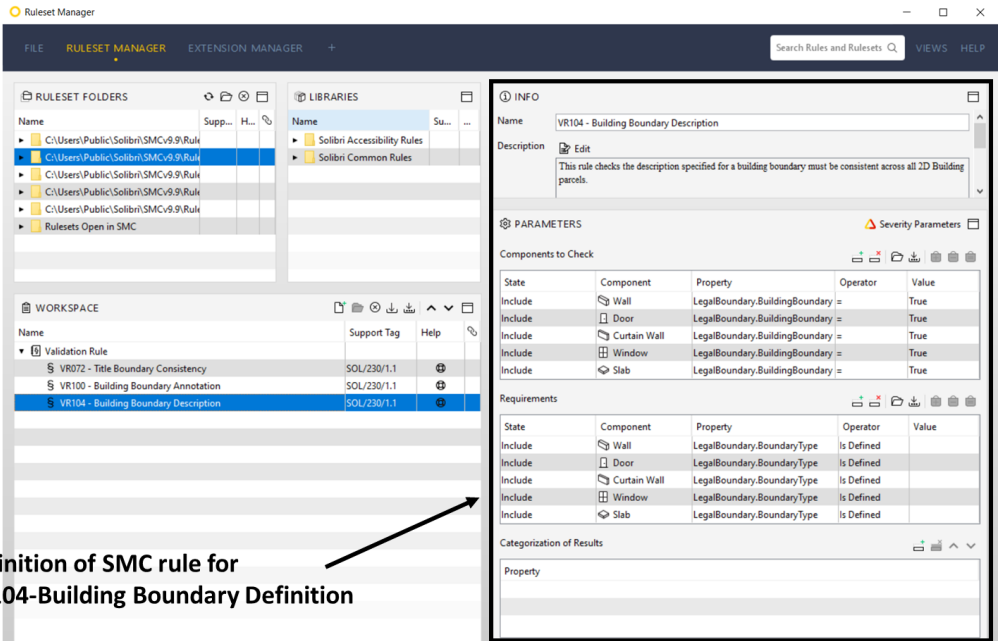 Ruleset Manager
FILE RULESET MANAGER EXTENSION MANAGER + Search Rules and Rulesets VIEWS HELP
RULESET FOLDERS
Name Supp... H...
C:\Users\Public\Solibri\SMCv9.9\Rule
C:\Users\Public\Solibri\SMCv9.9\Rule
C:\Users\Public\Solibri\SMCv9.9\Rule
C:\Users\Public\Solibri\SMCv9.9\Rule
C:\Users\Public\Solibri\SMCv9.9\Rule
Rulesets Open in SMC
LIBRARIES
Name Su... ...
Solibri Accessibility Rules
Solibri Common Rules
WORKSPACE
Name Support Tag Help
§ Validation Rule
§ VR072 - Title Boundary Consistency SOL/230/1.1
§ VR100 - Building Boundary Annotation SOL/230/1.1
§ VR104 - Building Boundary Description SOL/230/1.1
inition of SMC rule for
104-Building Boundary Definition
INFO
Name VR104 - Building Boundary Description
Description Edit
This rule checks the description specified for a building boundary must be consistent across all 2D Building
parcels.
PARAMETERS Severity Parameters
Components to Check
State Component Property Operator Value
Include Wall LegalBoundary.BuildingBoundary = True
Include Door LegalBoundary.BuildingBoundary = True
Include Curtain Wall LegalBoundary.BuildingBoundary = True
Include Window LegalBoundary.BuildingBoundary = True
Include Slab LegalBoundary.BuildingBoundary = True
Requirements
State Component Property Operator Value
Include Wall LegalBoundary.BoundaryType Is Defined
Include Door LegalBoundary.BoundaryType Is Defined
Include Curtain Wall LegalBoundary.BoundaryType Is Defined
Include Window LegalBoundary.BoundaryType Is Defined
Include Slab LegalBoundary.BoundaryType Is Defined
Categorization of Results
Property